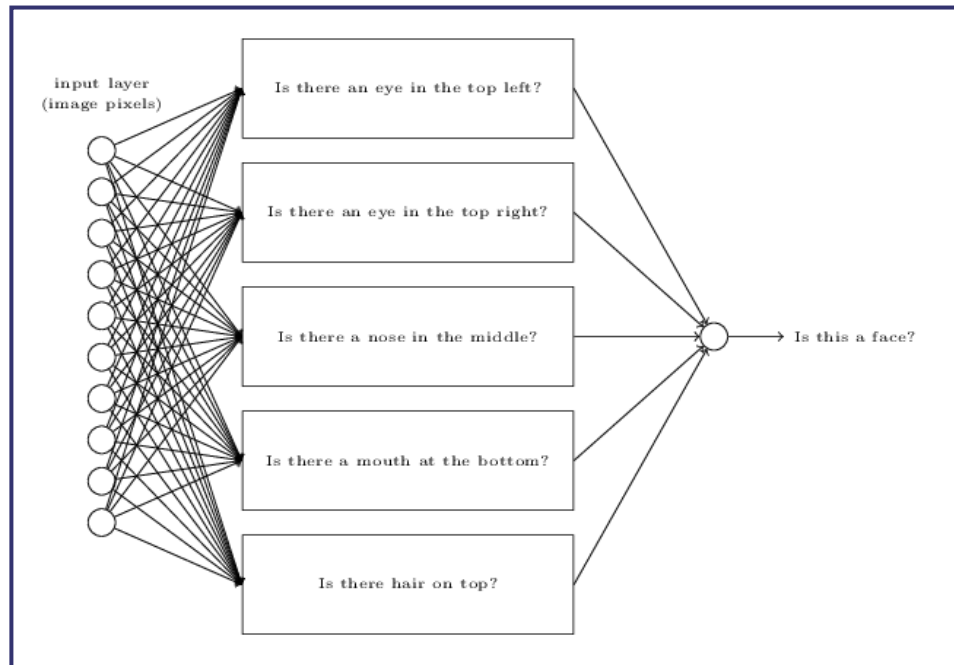 input layer
(image pixels)
Is there an eye in the top left?
Is there an eye in the top right?
Is there a nose in the middle?
Is there a mouth at the bottom?
Is there hair on top?
Is this a face?